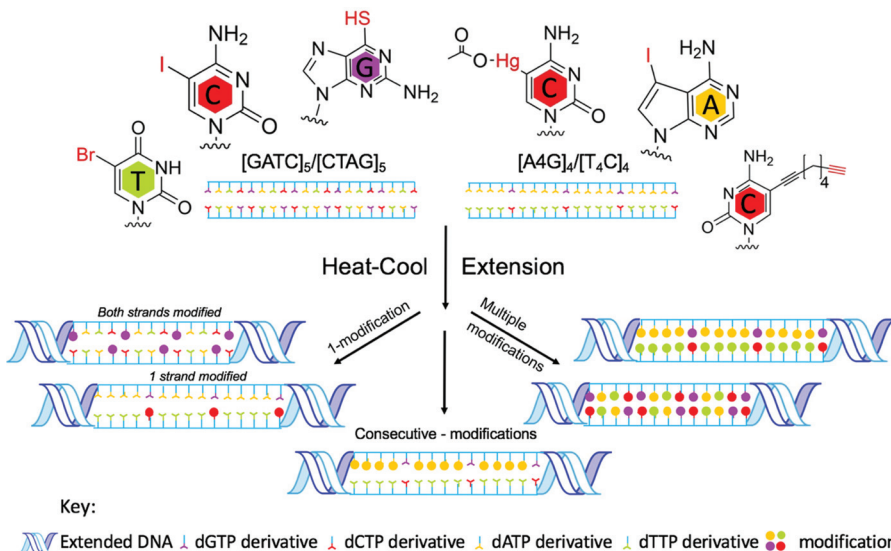 HS
NH₂
I
N
N
G
C
N
N
NH₂
N
O
O
O
Hg
NH₂
C
N
N
O
I
NH₂
A
N
N
N
Br
O
NH
T
N
O
[GATC]₅/[CTAG]₅
[A4G]₄/[T₄C]₄
NH₂
N
C
O
N
4
Heat-Cool Extension
Both strands modified
1-modification
Multiple modifications
1 strand modified
Consecutive - modifications
Key:
Extended DNA dGTP derivative dCTP derivative dATP derivative dTTP derivative modification